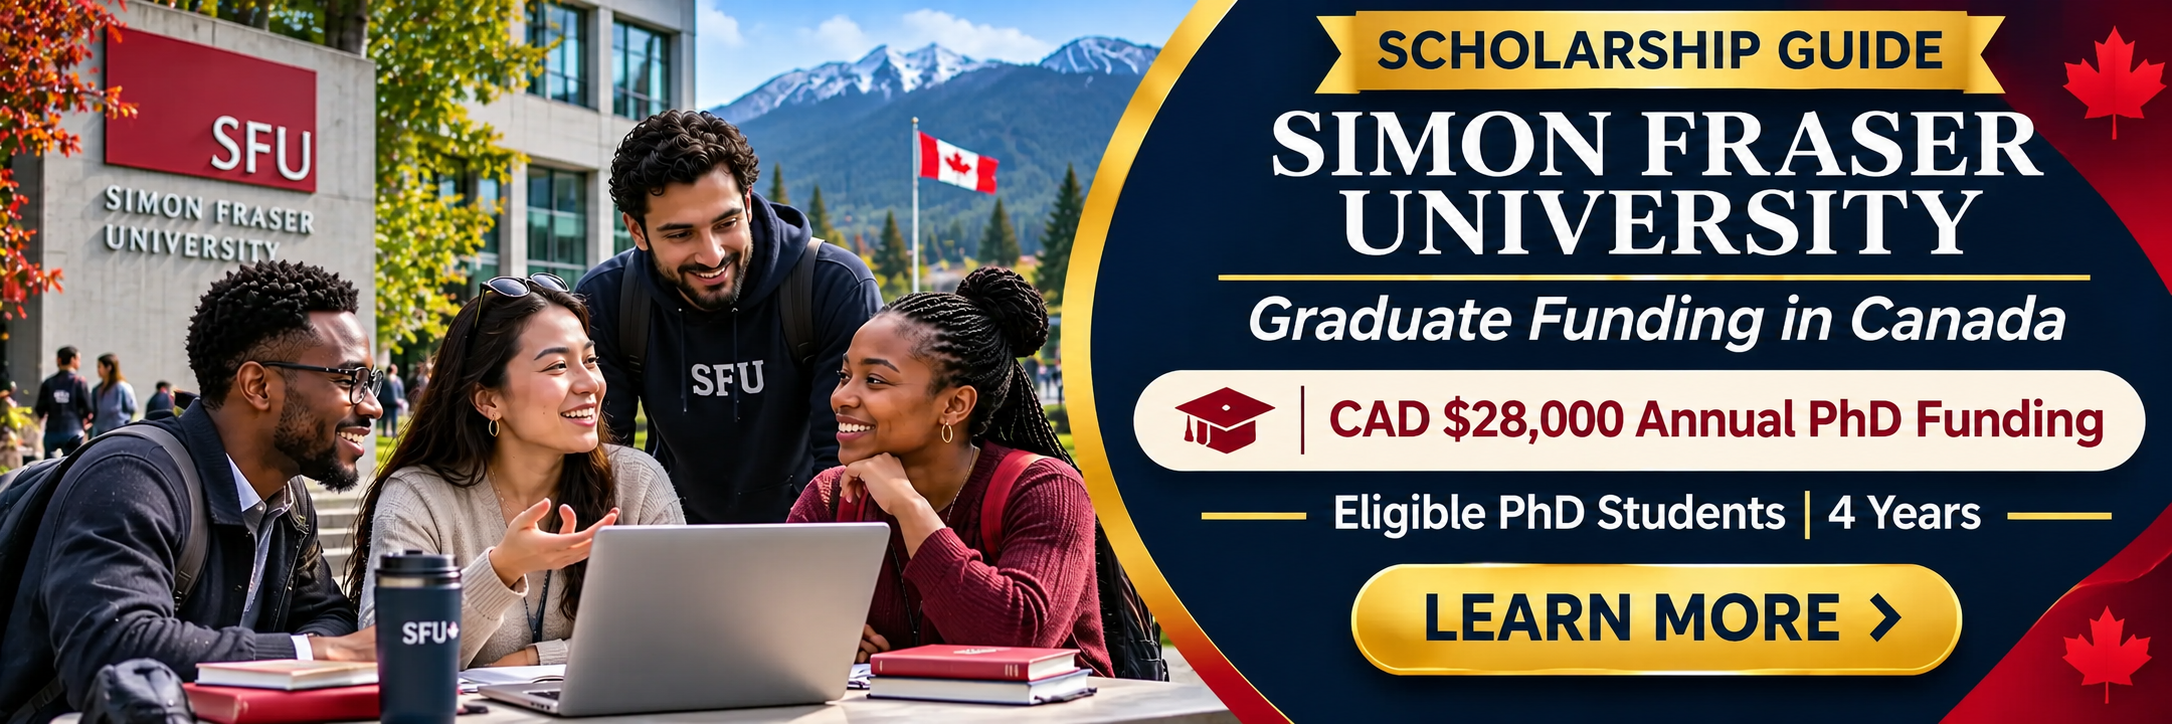 SFU
SIMON FRASER
UNIVERSITY
SFU
SFU
SCHOLARSHIP GUIDE
SIMON FRASER
UNIVERSITY
Graduate Funding in Canada
CAD $28,000 Annual PhD Funding
Eligible PhD Students | 4 Years
LEARN MORE